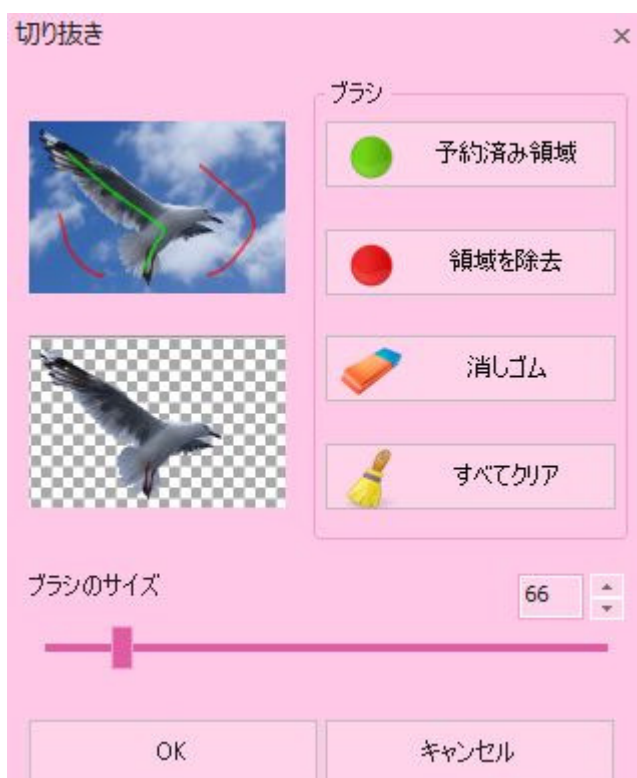 切り抜き
ブラシ
予約済み領域
領域を除去
消しゴム
すべてクリア
ブラシのサイズ
66
OK
キャンセル